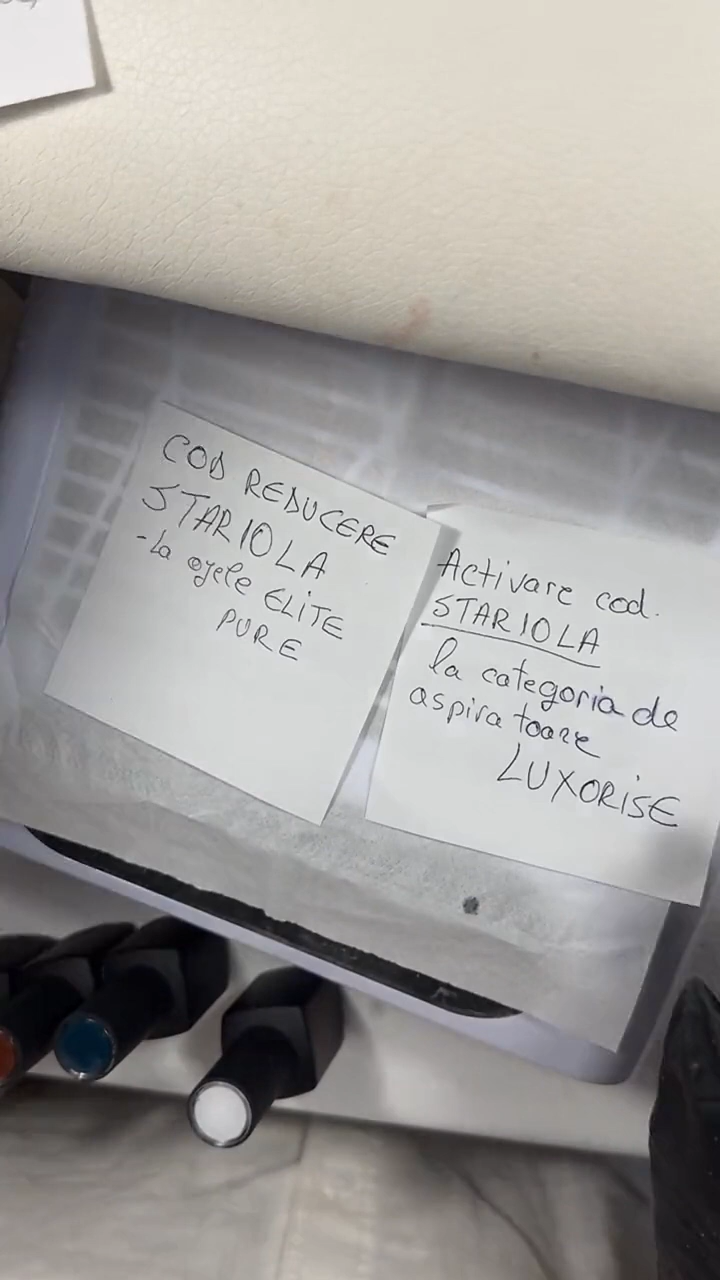 COD REDUCERE
STARIOLA
-La ojele ELITE
PURE
Activare cod.
STARIOLA
la categoria de
aspiratoare
LUXORISE